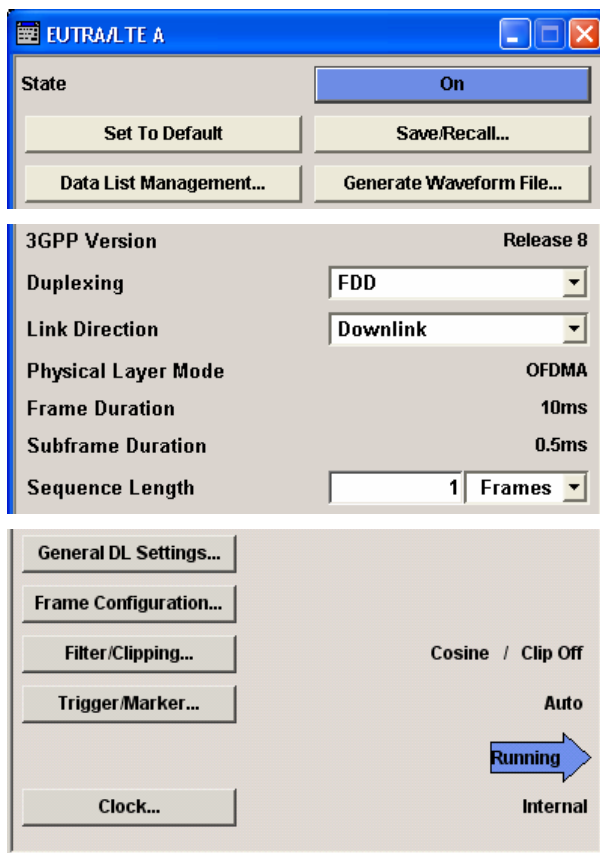 EUTRA/LTE A
State On
Set To Default Save/Recall...
Data List Management... Generate Waveform File...
3GPP Version Release 8
Duplexing FDD
Link Direction Downlink
Physical Layer Mode OFDMA
Frame Duration 10ms
Subframe Duration 0.5ms
Sequence Length 1 Frames
General DL Settings...
Frame Configuration...
Filter/Clipping... Cosine / Clip Off
Trigger/Marker... Auto
Running
Clock... Internal